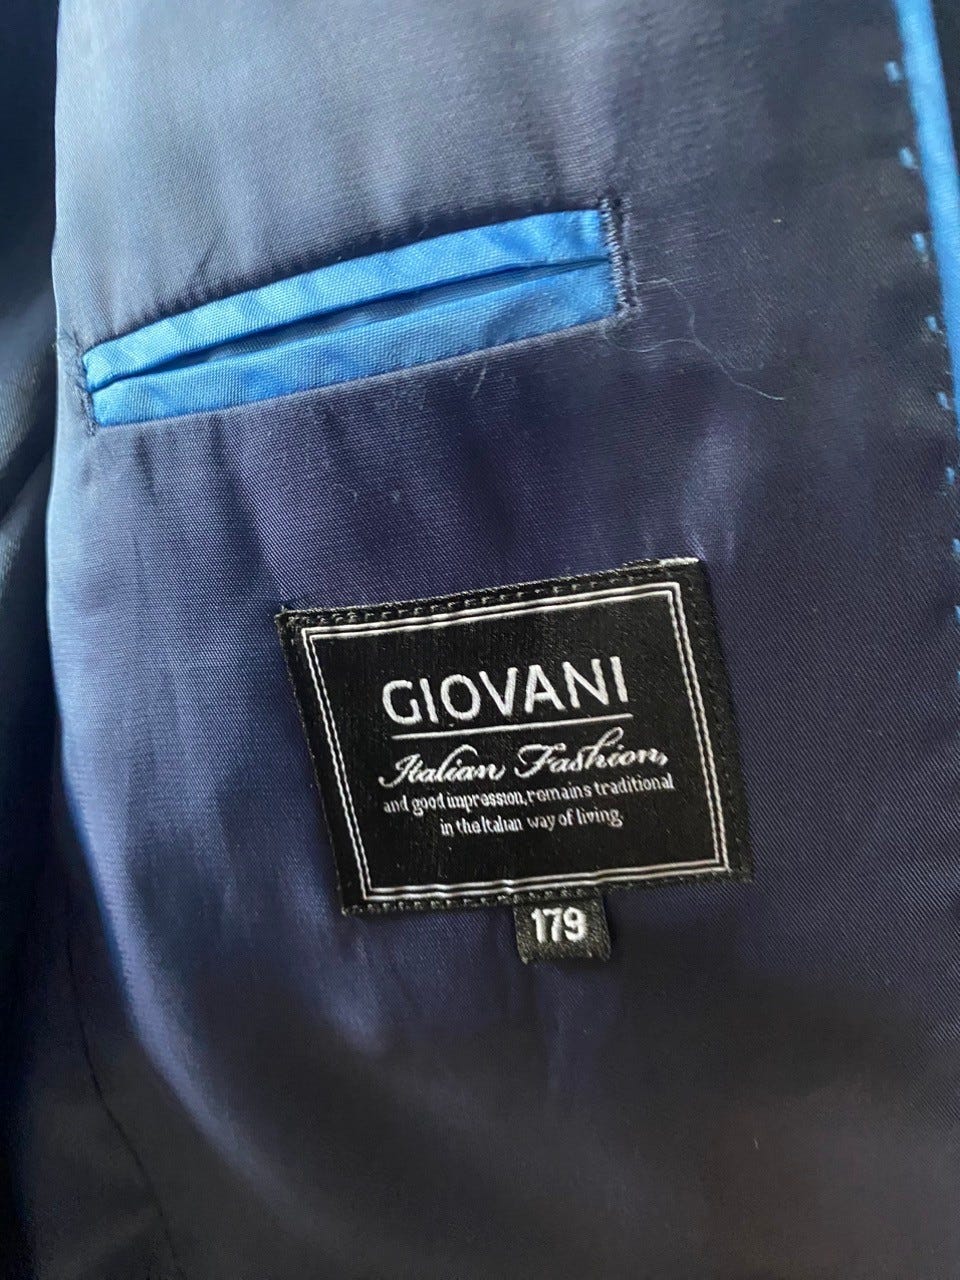 GIOVANI
Italian Fashion,
and good impression, remains traditional
in the Italian way of living
179